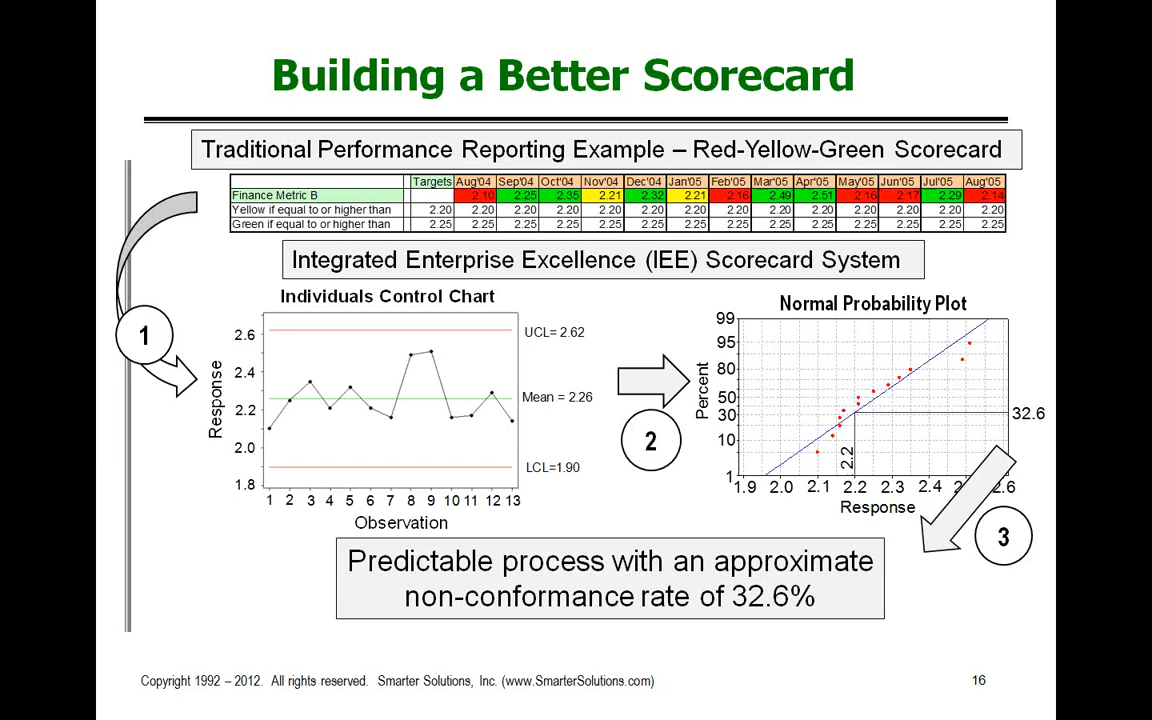 Building a Better Scorecard
Traditional Performance Reporting Example – Red-Yellow-Green Scorecard
Targets Aug'04 Sep'04 Oct'04 Nov'04 Dec'04 Jan'05 Feb'05 Mar'05 Apr'05 May'05 Jun'05 Jul'05 Aug'05
Finance Metric B 2.10 2.25 2.35 2.21 2.32 2.21 2.16 2.49 2.51 2.16 2.17 2.29 2.14
Yellow if equal to or higher than 2.20 2.20 2.20 2.20 2.20 2.20 2.20 2.20 2.20 2.20 2.20 2.20 2.20 2.20
Green if equal to or higher than 2.25 2.25 2.25 2.25 2.25 2.25 2.25 2.25 2.25 2.25 2.25 2.25 2.25 2.25
Integrated Enterprise Excellence (IEE) Scorecard System
1
Individuals Control Chart
Response
2.6
2.4
2.2
2.0
1.8
UCL= 2.62
Mean = 2.26
LCL=1.90
1 2 3 4 5 6 7 8 9 10 11 12 13
Observation
2
Normal Probability Plot
Percent
99
95
80
50
30
10
1
32.6
2.2
1.9 2.0 2.1 2.2 2.3 2.4 2.6
Response
3
Predictable process with an approximate
non-conformance rate of 32.6%
Copyright 1992 – 2012. All rights reserved. Smarter Solutions, Inc. (www.SmarterSolutions.com)
16